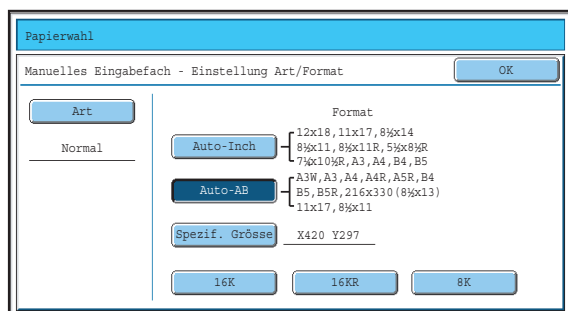 Papierwahl
Manuelles Eingabefach - Einstellung Art/Format
OK
Art
Normal
Format
Auto-Inch
12x18,11x17,8½x14
8½x11,8½x11R,5½x8½R
7¼x10½R,A3,A4,B4,B5
Auto-AB
A3W,A3,A4,A4R,A5R,B4
B5,B5R,216x330(8½x13)
11x17,8½x11
Spezif. Grösse
X420 Y297
16K
16KR
8K